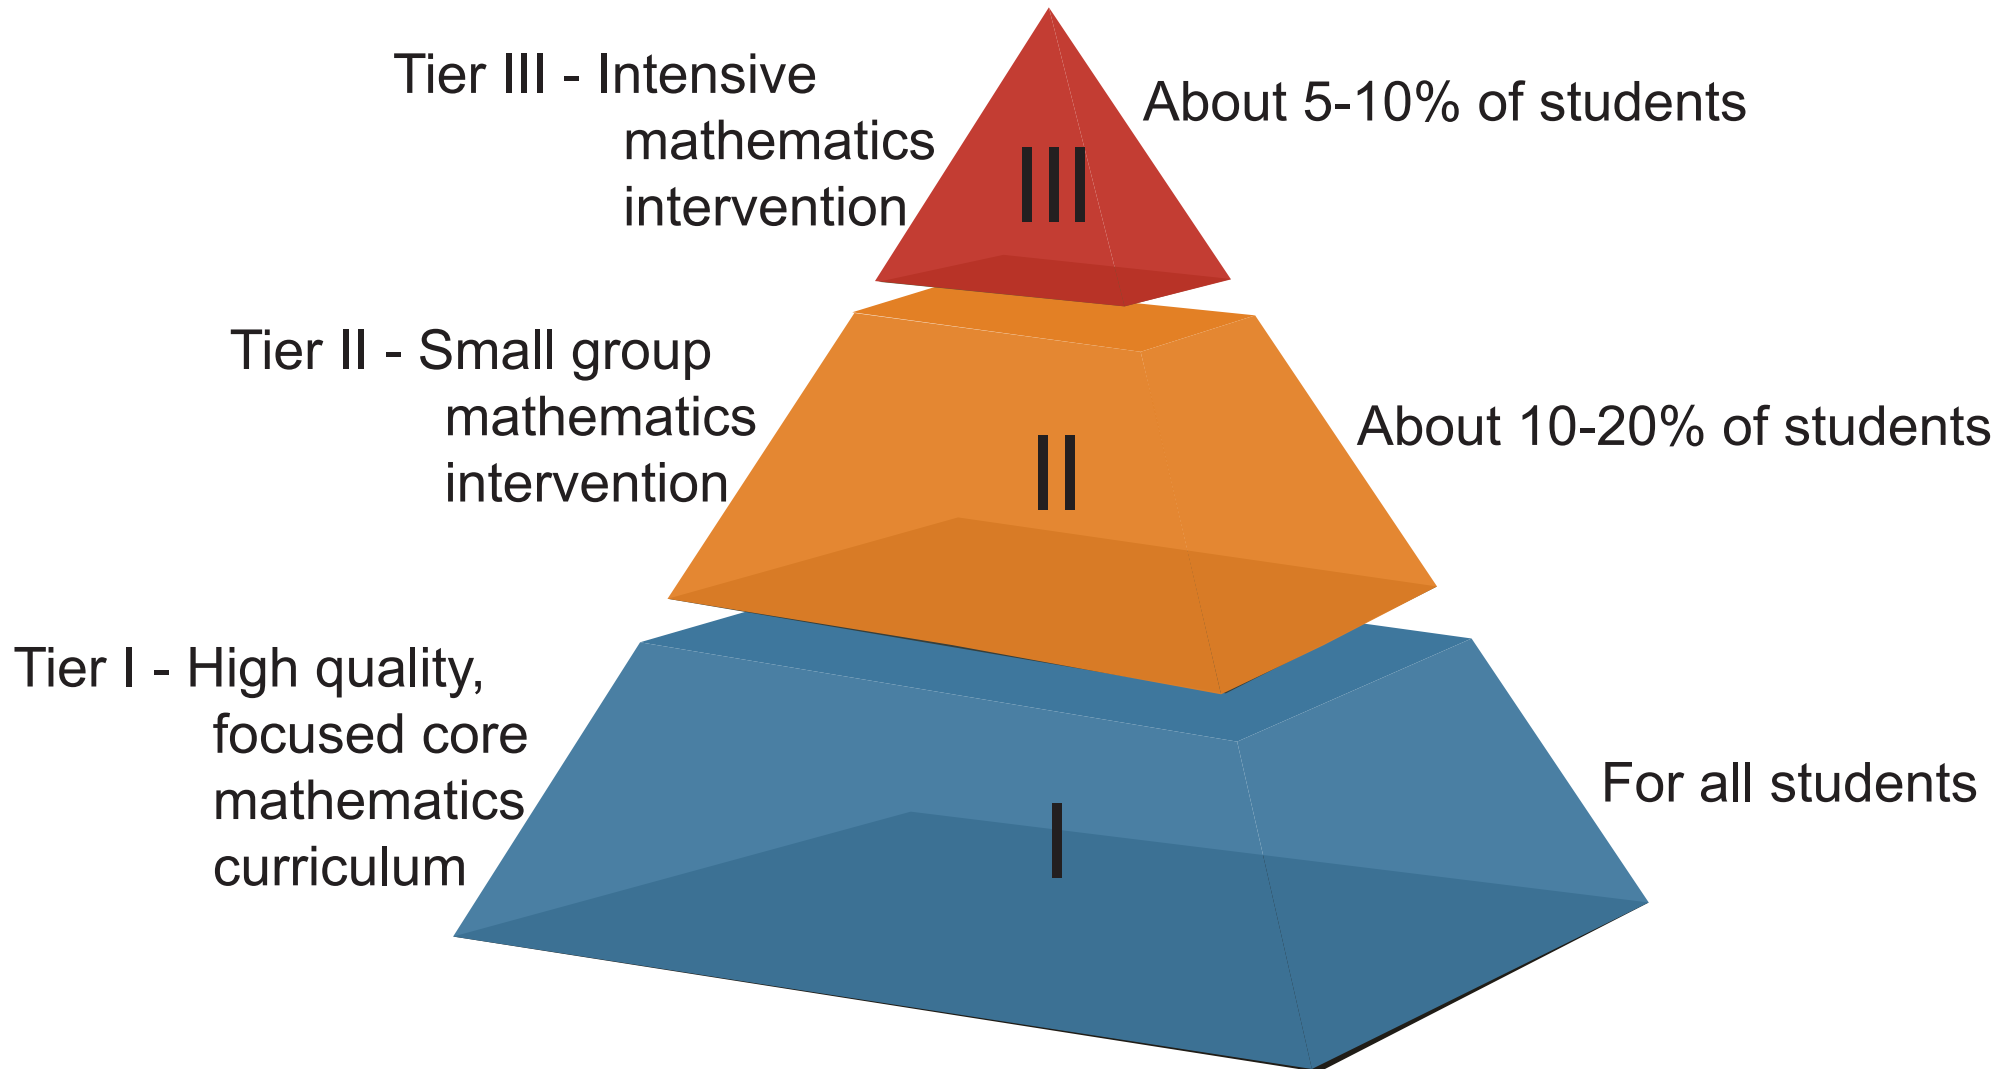 Tier III - Intensive
mathematics
intervention
About 5-10% of students
III
Tier II - Small group
mathematics
intervention
About 10-20% of students
II
Tier I - High quality,
focused core
mathematics
curriculum
For all students
I